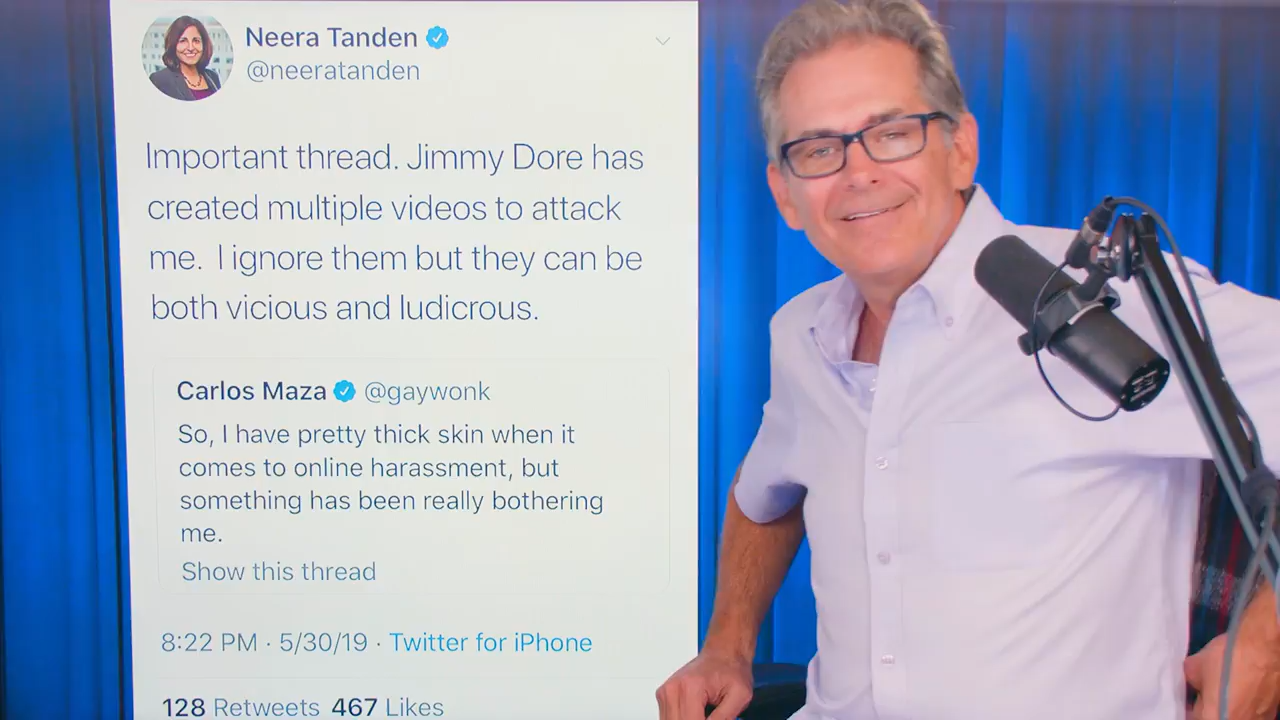 Neera Tanden
@neeratanden
Important thread. Jimmy Dore has
created multiple videos to attack
me. I ignore them but they can be
both vicious and ludicrous.
Carlos Maza @gaywonk
So, I have pretty thick skin when it
comes to online harassment, but
something has been really bothering
me.
Show this thread
8:22 PM · 5/30/19 · Twitter for iPhone
128 Retweets 467 Likes